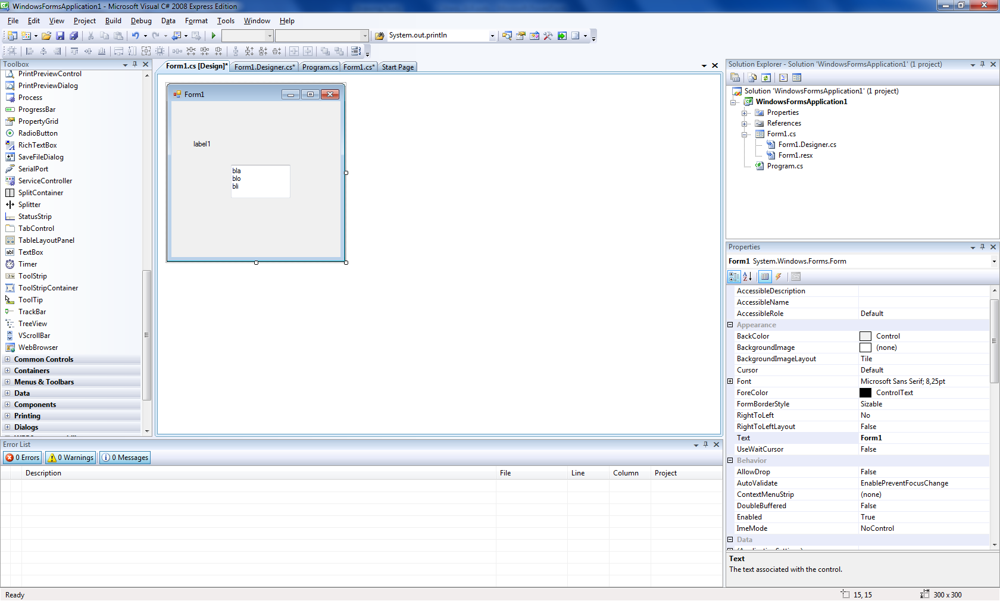 WindowsFormsApplication1 - Microsoft Visual C# 2008 Express Edition
File Edit View Project Build Debug Data Format Tools Window Help
System.out.println
Toolbox
PrintPreviewControl
PrintPreviewDialog
Process
ProgressBar
PropertyGrid
RadioButton
RichTextBox
SaveFileDialog
SerialPort
ServiceController
SplitContainer
Splitter
StatusStrip
TabControl
TableLayoutPanel
TextBox
Timer
ToolStrip
ToolStripContainer
ToolTip
TrackBar
TreeView
VScrollBar
WebBrowser
Common Controls
Containers
Menus & Toolbars
Data
Components
Printing
Dialogs
Form1.cs [Design]* Form1.Designer.cs* Program.cs Form1.cs* Start Page
Form1
label1
bla
blo
bli
Solution Explorer - Solution 'WindowsFormsApplication1' (1 project)
Solution 'WindowsFormsApplication1' (1 project)
WindowsFormsApplication1
Properties
References
Form1.cs
Form1.Designer.cs
Form1.resx
Program.cs
Properties
Form1 System.Windows.Forms.Form
AccessibleDescription
AccessibleName
AccessibleRole Default
Appearance
BackColor Control
BackgroundImage (none)
BackgroundImageLayout Tile
Cursor Default
Font Microsoft Sans Serif; 8,25pt
ForeColor ControlText
FormBorderStyle Sizable
RightToLeft No
RightToLeftLayout False
Text Form1
UseWaitCursor False
Behavior
AllowDrop False
AutoValidate EnablePreventFocusChange
ContextMenuStrip (none)
DoubleBuffered False
Enabled True
ImeMode NoControl
Data
Text
The text associated with the control.
Error List
0 Errors 0 Warnings 0 Messages
Description File Line Column Project
Ready 15, 15 300 x 300